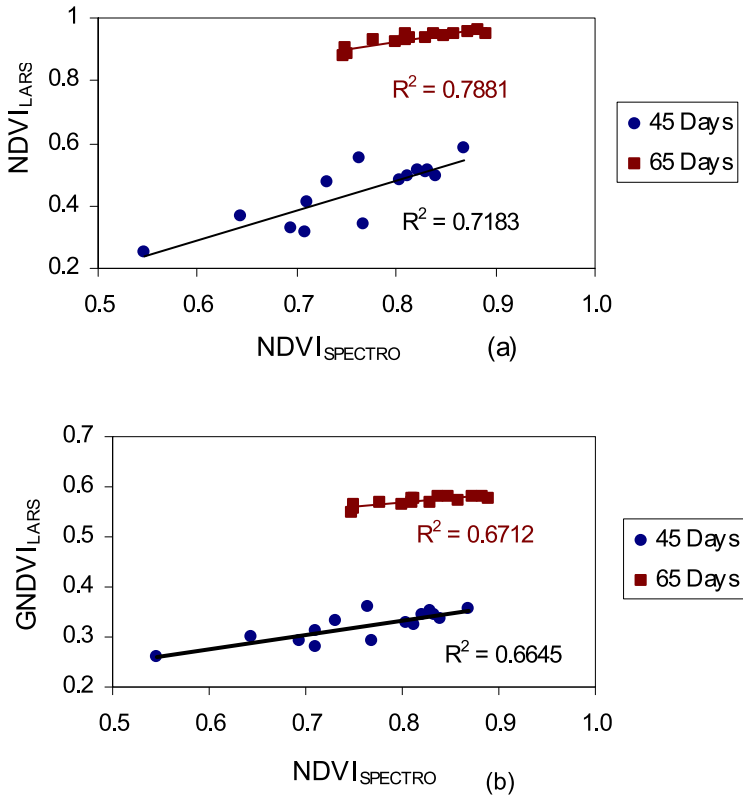 1
0.8
0.6
0.4
0.2
NDVI_LARS
R² = 0.7881
R² = 0.7183
45 Days
65 Days
0.5 0.6 0.7 0.8 0.9 1.0
NDVI_SPECTRO (a)
0.7
0.6
0.5
0.4
0.3
0.2
GNDVI_LARS
R² = 0.6712
R² = 0.6645
45 Days
65 Days
0.5 0.6 0.7 0.8 0.9 1.0
NDVI_SPECTRO (b)